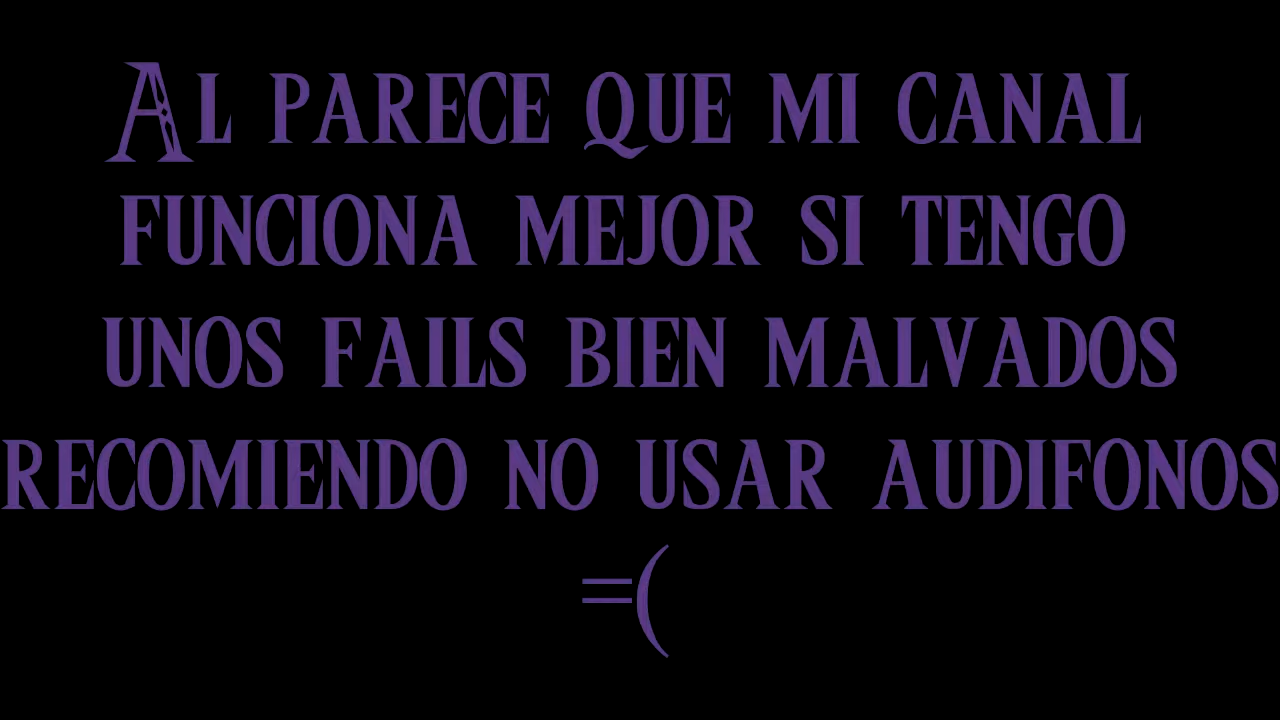 AL PARECE QUE MI CANAL
FUNCIONA MEJOR SI TENGO
UNOS FAILS BIEN MALVADOS
RECOMIENDO NO USAR AUDIFONOS
=(